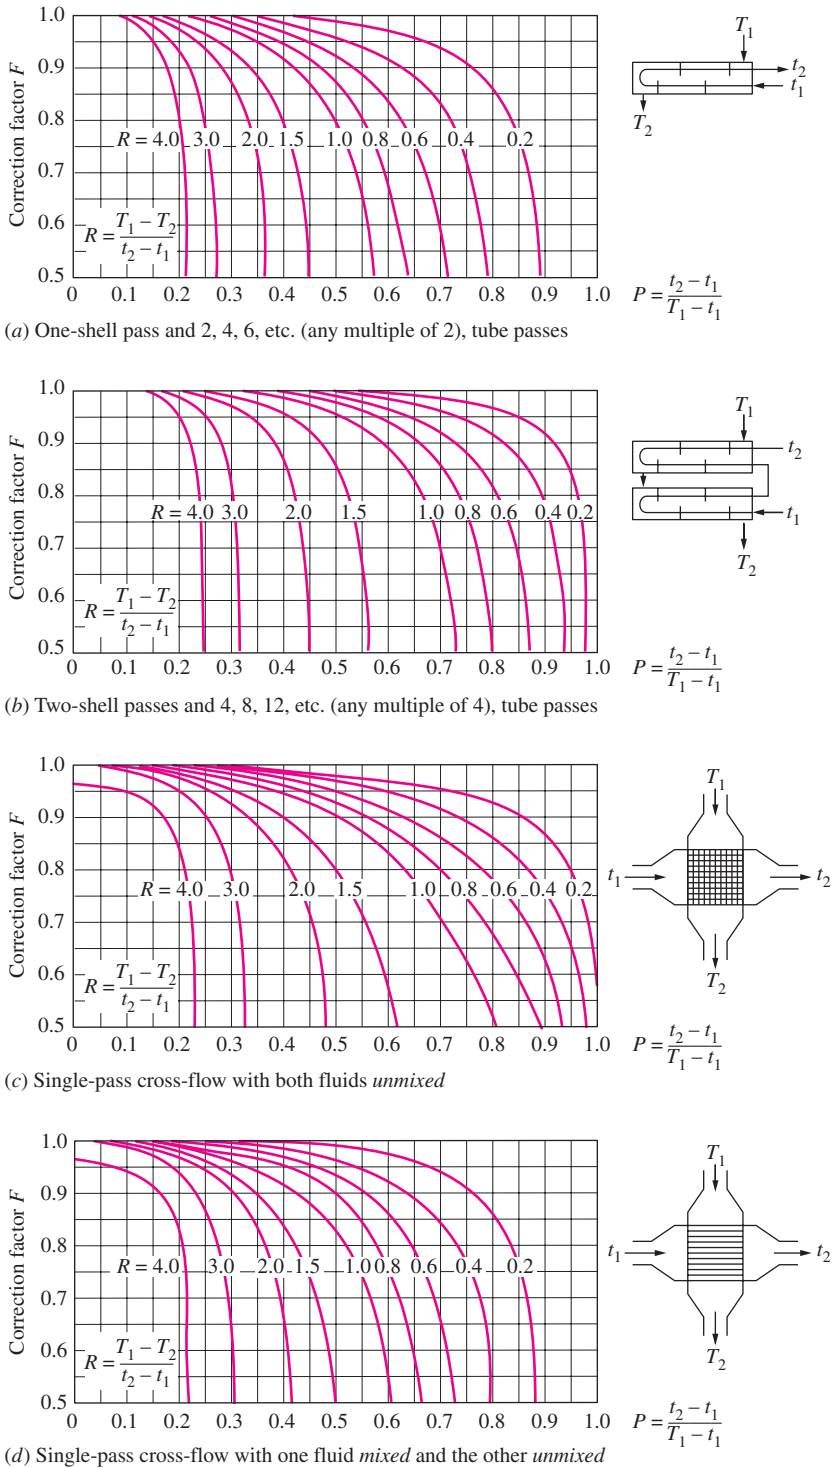 Correction factor F
1.0
0.9
0.8
0.7
0.6
0.5
R = 4.0 3.0 2.0 1.5 1.0 0.8 0.6 0.4 0.2
R = T1 − T2 / t2 − t1
0 0.1 0.2 0.3 0.4 0.5 0.6 0.7 0.8 0.9 1.0
T1
t2
t1
T2
P = t2 − t1 / T1 − t1
(a) One-shell pass and 2, 4, 6, etc. (any multiple of 2), tube passes
Correction factor F
1.0
0.9
0.8
0.7
0.6
0.5
R = 4.0 3.0 2.0 1.5 1.0 0.8 0.6 0.4 0.2
R = T1 − T2 / t2 − t1
0 0.1 0.2 0.3 0.4 0.5 0.6 0.7 0.8 0.9 1.0
T1
t2
t1
T2
P = t2 − t1 / T1 − t1
(b) Two-shell passes and 4, 8, 12, etc. (any multiple of 4), tube passes
Correction factor F
1.0
0.9
0.8
0.7
0.6
0.5
R = 4.0 3.0 2.0 1.5 1.0 0.8 0.6 0.4 0.2
R = T1 − T2 / t2 − t1
0 0.1 0.2 0.3 0.4 0.5 0.6 0.7 0.8 0.9 1.0
T1
t1 t2
T2
P = t2 − t1 / T1 − t1
(c) Single-pass cross-flow with both fluids unmixed
Correction factor F
1.0
0.9
0.8
0.7
0.6
0.5
R = 4.0 3.0 2.0 1.5 1.0 0.8 0.6 0.4 0.2
R = T1 − T2 / t2 − t1
0 0.1 0.2 0.3 0.4 0.5 0.6 0.7 0.8 0.9 1.0
T1
t1 t2
T2
P = t2 − t1 / T1 − t1
(d) Single-pass cross-flow with one fluid mixed and the other unmixed